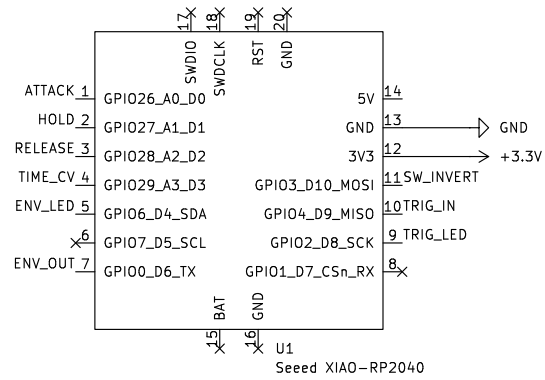 17 18 19 20
SWDIO SWDCLK RST GND
ATTACK 1 GPIO26_A0_D0 5V 14
HOLD 2 GPIO27_A1_D1 GND 13 GND
RELEASE 3 GPIO28_A2_D2 3V3 12 +3.3V
TIME_CV 4 GPIO29_A3_D3 GPIO3_D10_MOSI 11 SW_INVERT
ENV_LED 5 GPIO6_D4_SDA GPIO4_D9_MISO 10 TRIG_IN
6 GPIO7_D5_SCL GPIO2_D8_SCK 9 TRIG_LED
ENV_OUT 7 GPIO0_D6_TX GPIO1_D7_CSn_RX 8
BAT GND
15 16
U1
Seeed XIAO-RP2040